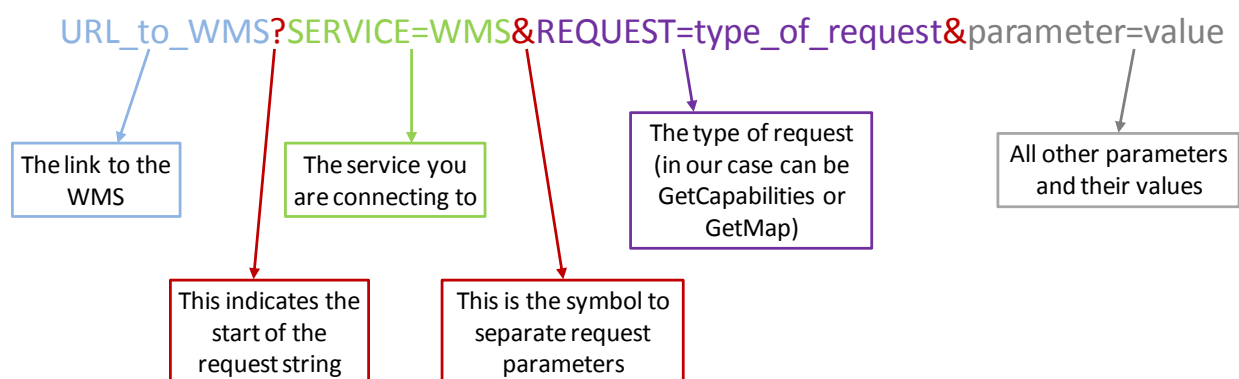 URL_to_WMS?SERVICE=WMS&REQUEST=type_of_request&parameter=value
The link to the
WMS
The service you
are connecting to
The type of request
(in our case can be
GetCapabilities or
GetMap)
All other parameters
and their values
This indicates the
start of the
request string
This is the symbol to
separate request
parameters